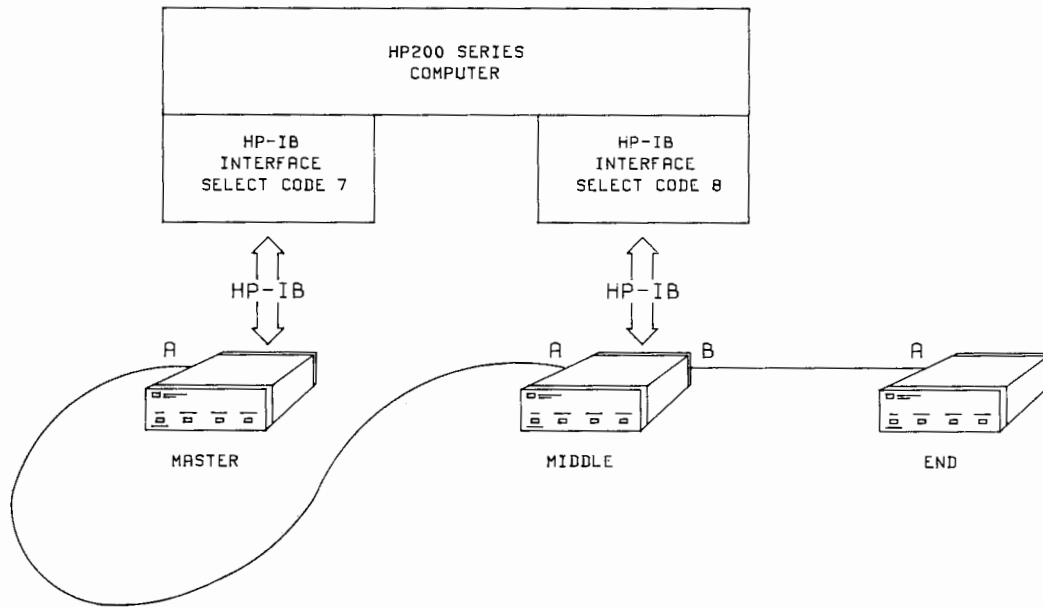 HP200 SERIES
COMPUTER
HP-IB
INTERFACE
SELECT CODE 7
HP-IB
INTERFACE
SELECT CODE 8
HP-IB
HP-IB
A
A
B
A
MASTER
MIDDLE
END